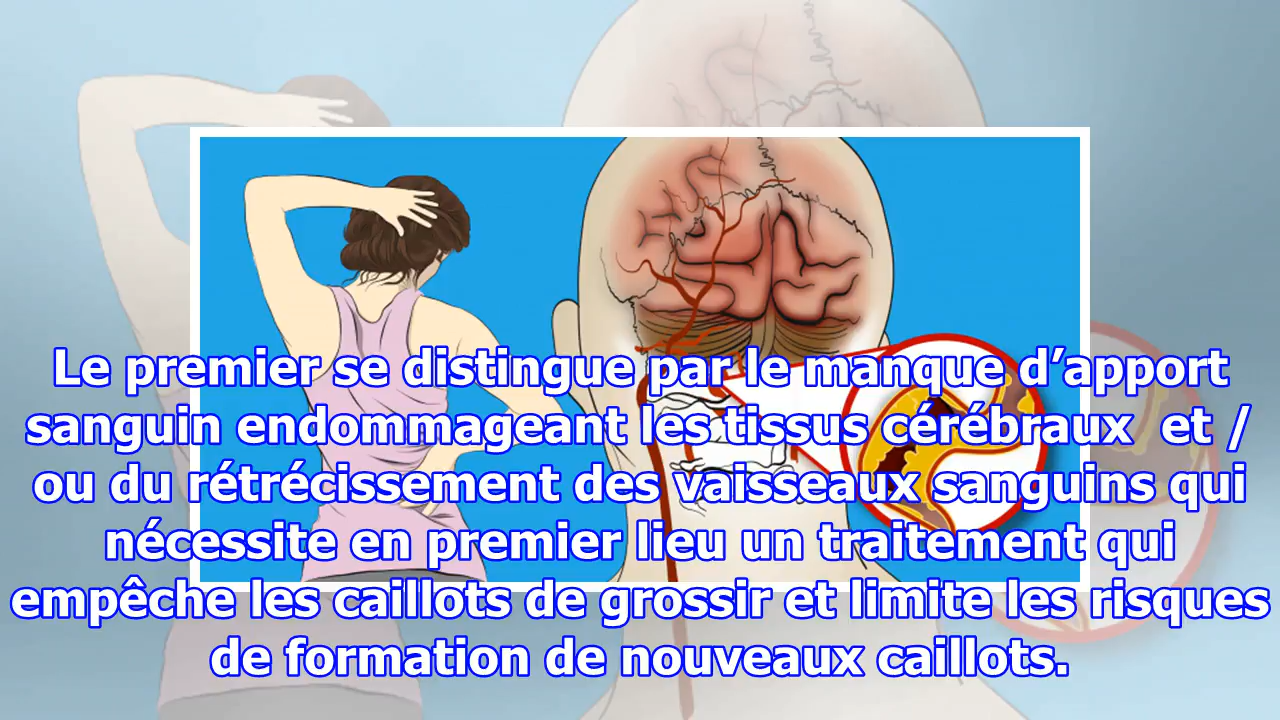 Le premier se distingue par le manque d’apport
sanguin endommageant les tissus cérébraux  et /
ou du rétrécissement des vaisseaux sanguins qui
nécessite en premier lieu un traitement qui
empêche les caillots de grossir et limite les risques
de formation de nouveaux caillots.